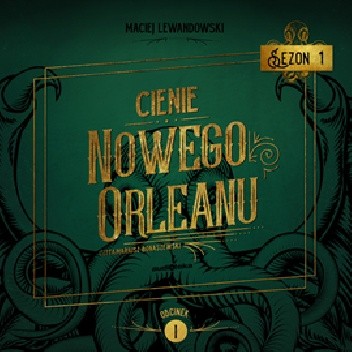 MACIEJ LEWANDOWSKI
SEZON 1
CIENIE
NOWEGO
ORLEANU
ODCINEK
1